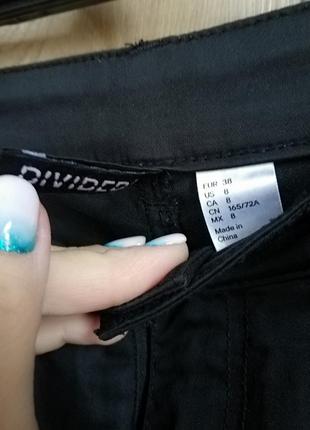 DIVIDED
EUR 38
US 8
CA 8
CN 165/72A
MX 8
Made in
China